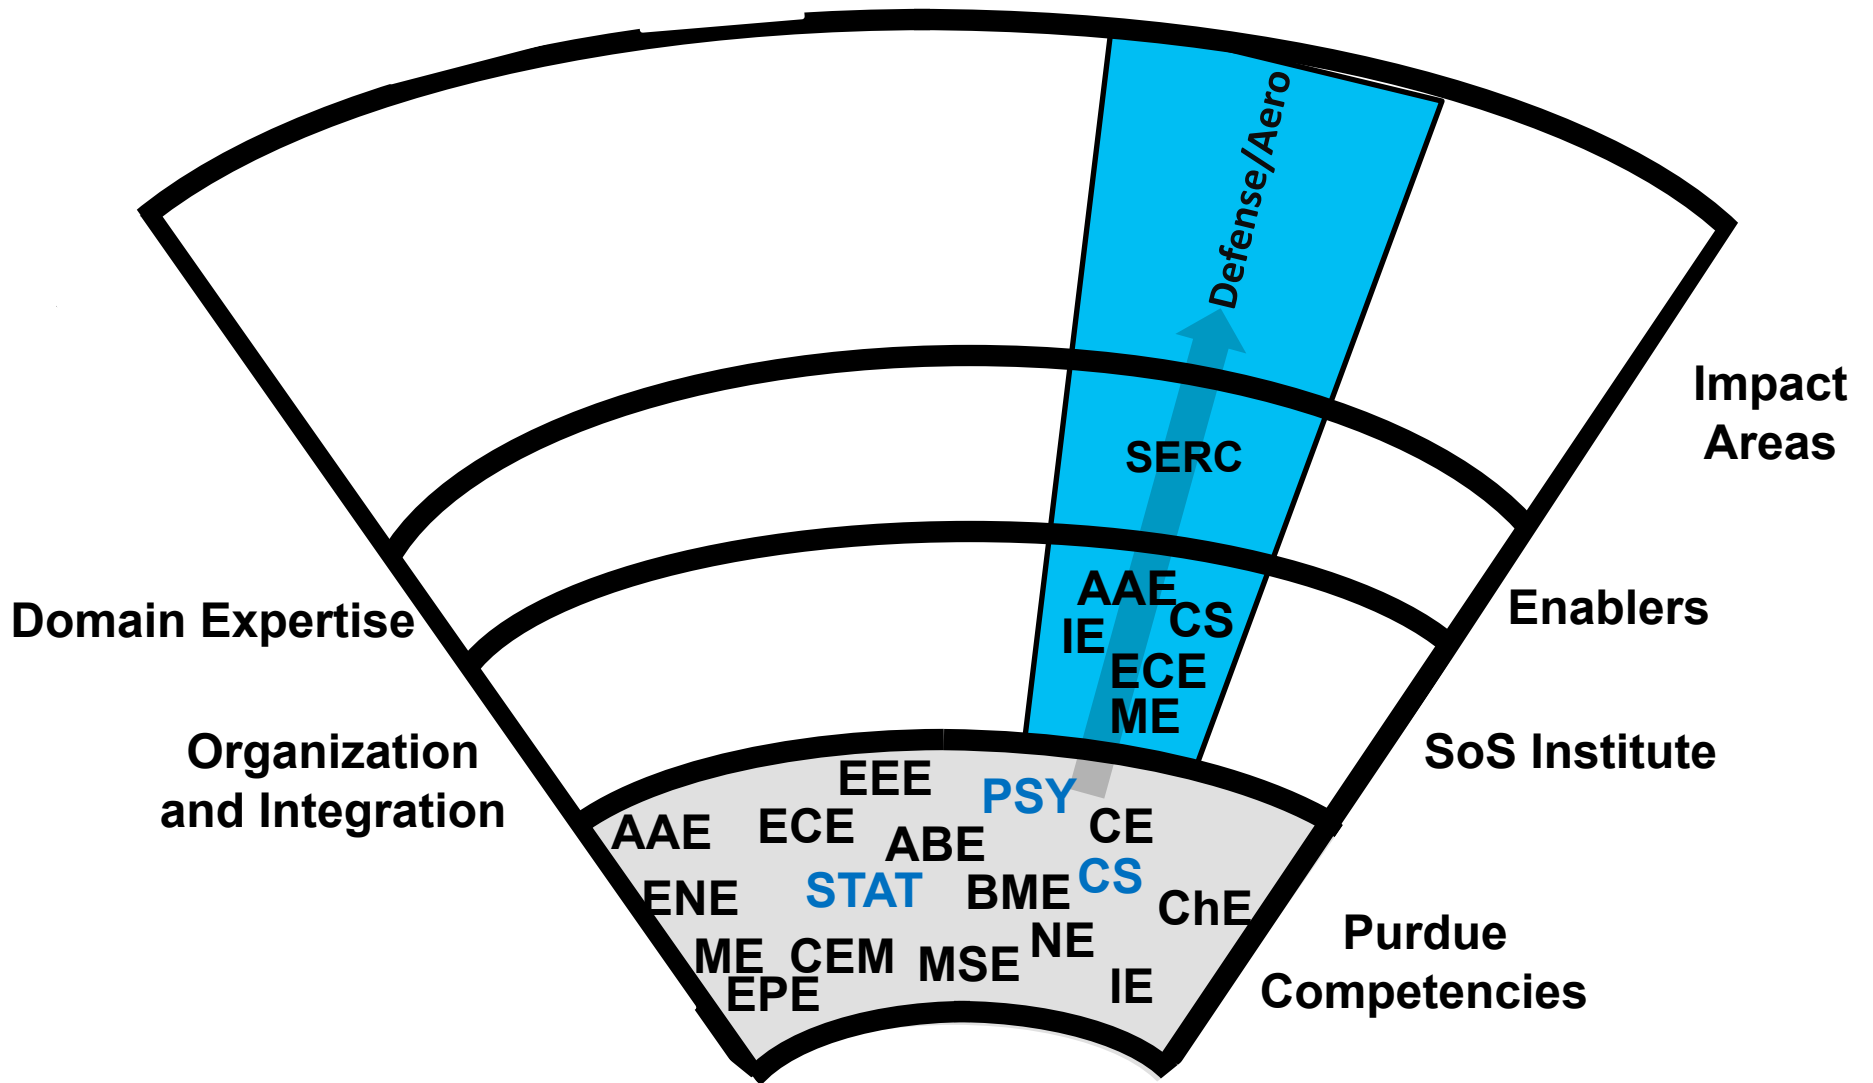 Defense/Aero
Impact
Areas
SERC
Domain Expertise
Enablers
AAE
CS
IE
ECE
ME
Organization
and Integration
SoS Institute
EEE
PSY
AAE
ECE
ABE
CE
STAT
BME
CS
ENE
ChE
ME
CEM
MSE
NE
EPE
IE
Purdue
Competencies